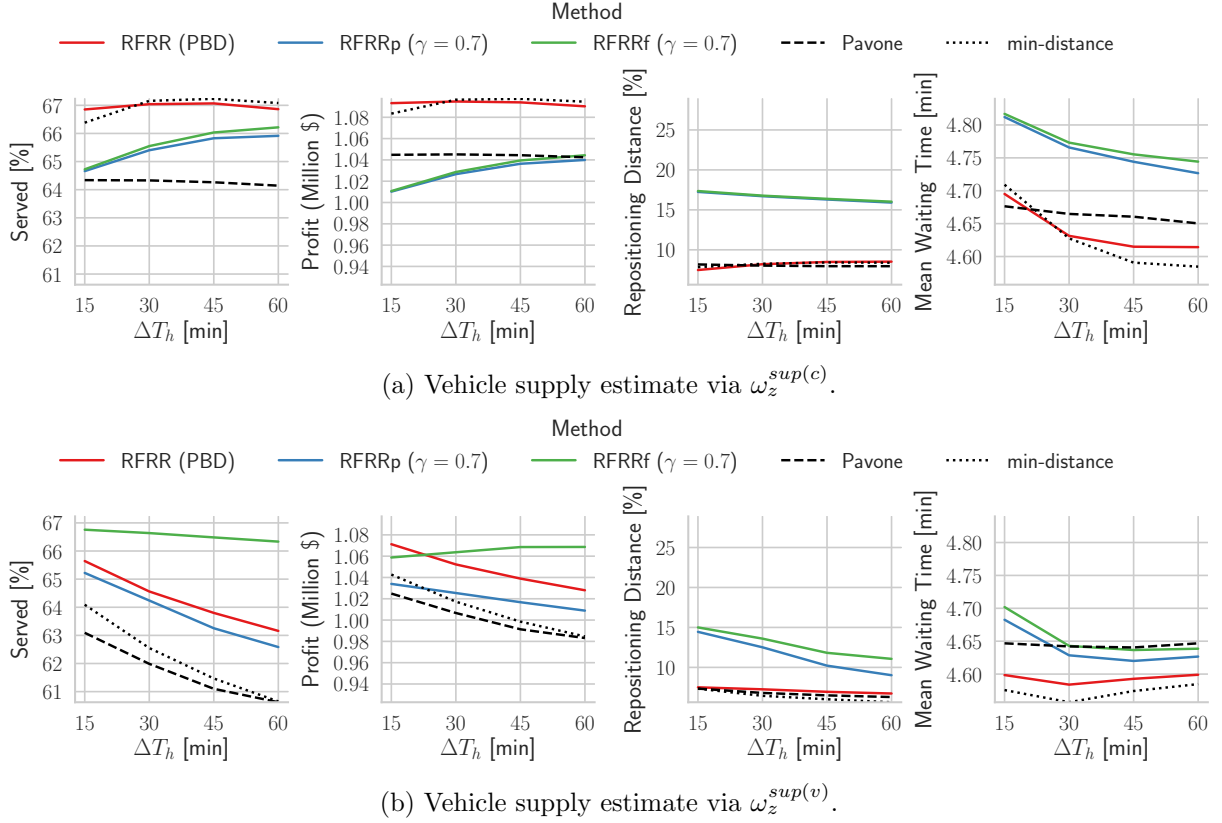 Method
RFRR (PBD) RFRRp (γ = 0.7) RFRRf (γ = 0.7) Pavone min-distance
Served [%]
67
66
65
64
63
62
61
15 30 45 60
ΔT_h [min]
Profit (Million $)
1.08
1.06
1.04
1.02
1.00
0.98
0.96
0.94
15 30 45 60
ΔT_h [min]
Repositioning Distance [%]
25
20
15
10
15 30 45 60
ΔT_h [min]
Mean Waiting Time [min]
4.80
4.75
4.70
4.65
4.60
15 30 45 60
ΔT_h [min]
(a) Vehicle supply estimate via ω_z^{sup(c)}.
Method
RFRR (PBD) RFRRp (γ = 0.7) RFRRf (γ = 0.7) Pavone min-distance
Served [%]
67
66
65
64
63
62
61
15 30 45 60
ΔT_h [min]
Profit (Million $)
1.08
1.06
1.04
1.02
1.00
0.98
0.96
0.94
15 30 45 60
ΔT_h [min]
Repositioning Distance [%]
25
20
15
10
15 30 45 60
ΔT_h [min]
Mean Waiting Time [min]
4.80
4.75
4.70
4.65
4.60
15 30 45 60
ΔT_h [min]
(b) Vehicle supply estimate via ω_z^{sup(v)}.